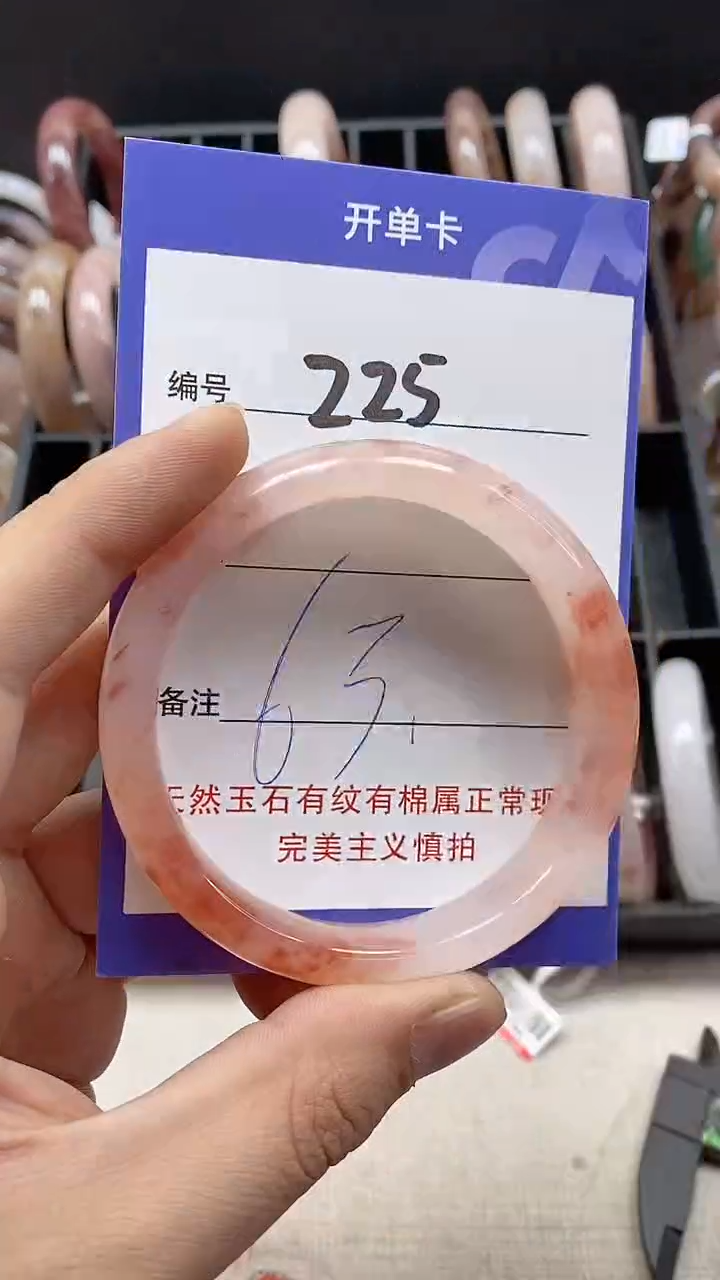 开单卡
编号 225
备注 63.
天然玉石有纹有棉属正常现
完美主义慎拍